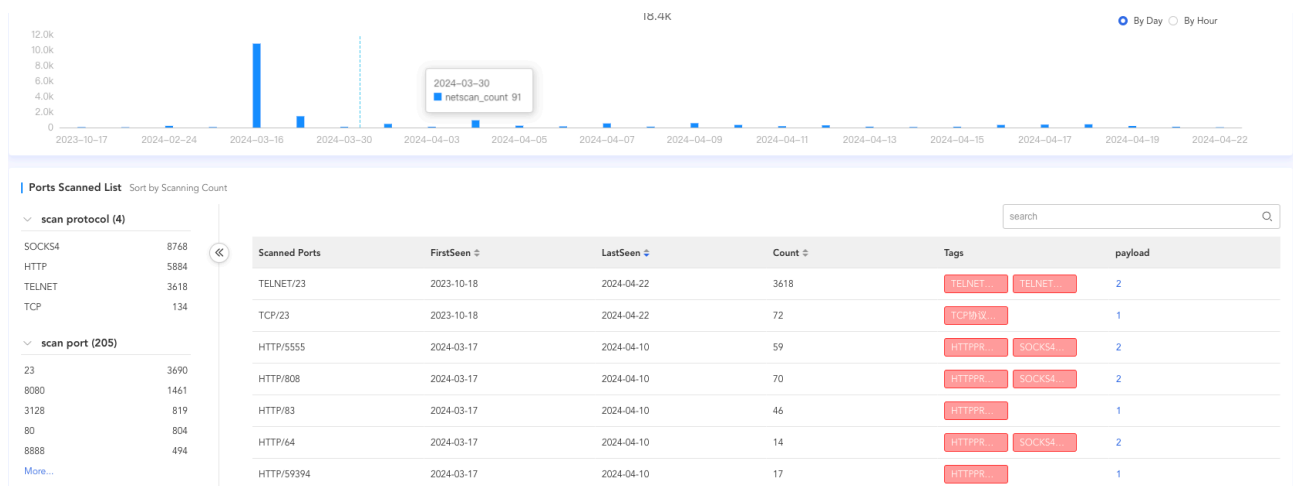 18.4k
By Day By Hour
12.0k
10.0k
8.0k
6.0k
4.0k
2.0k
0
2024-03-30
netscan_count 91
2023-10-17 2024-02-24 2024-03-16 2024-03-30 2024-04-03 2024-04-05 2024-04-07 2024-04-09 2024-04-11 2024-04-13 2024-04-15 2024-04-17 2024-04-19 2024-04-22
Ports Scanned List Sort by Scanning Count
scan protocol (4)
SOCKS4 8768
HTTP 5884
TELNET 3618
TCP 134
scan port (205)
23 3690
8080 1461
3128 819
80 804
8888 494
More...
search
Scanned Ports FirstSeen LastSeen Count Tags payload
TELNET/23 2023-10-18 2024-04-22 3618 TELNET... TELNET... 2
TCP/23 2023-10-18 2024-04-22 72 TCP协议... 1
HTTP/5555 2024-03-17 2024-04-10 59 HTTPPR... SOCKS4... 2
HTTP/808 2024-03-17 2024-04-10 70 HTTPPR... SOCKS4... 2
HTTP/83 2024-03-17 2024-04-10 46 HTTPPR... 1
HTTP/64 2024-03-17 2024-04-10 14 HTTPPR... SOCKS4... 2
HTTP/59394 2024-03-17 2024-04-10 17 HTTPPR... 1